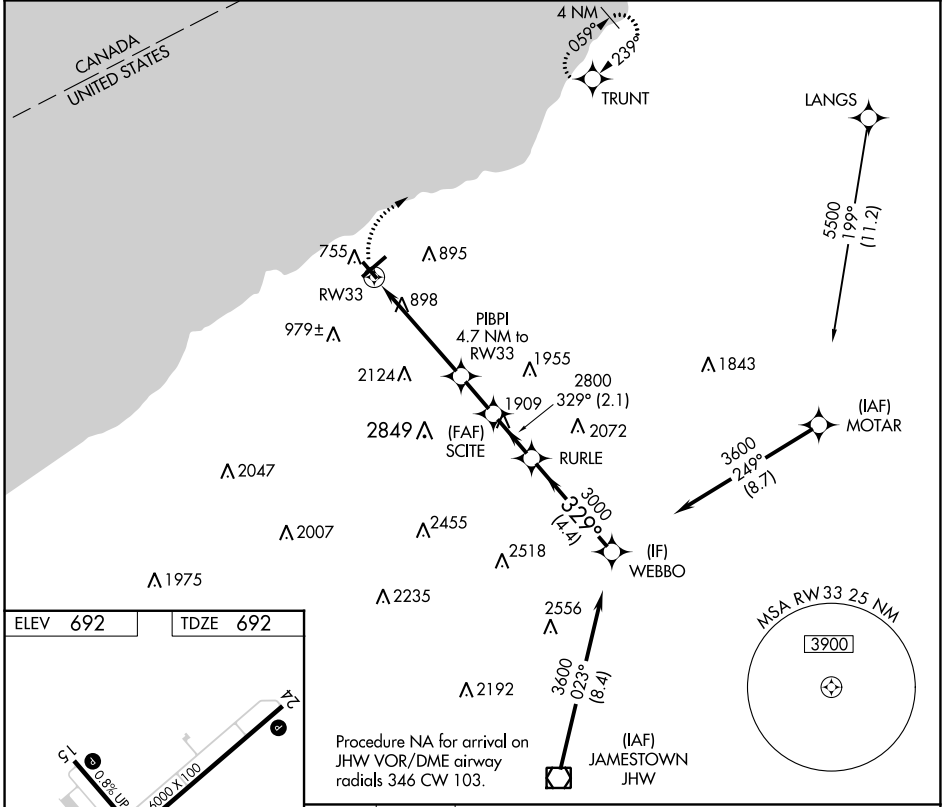 4 NM
059°
239°
CANADA
UNITED STATES
TRUNT
LANGS
5500
199°
(11.2)
755
895
RW33
898
979±
PIBPI
4.7 NM to
RW33
1955
2124
1843
2800
329° (2.1)
1909
2849
(FAF)
SCITE
2072
(IAF)
MOTAR
RURLE
3600
249°
(8.7)
2047
3000
329°
(4.4)
2455
2007
2518
(IF)
WEBBO
1975
2235
2556
MSA RW33 25 NM
3900
ELEV 692
TDZE 692
3600
023°
(8.4)
2192
24
P
15
P
0.8% UP
6000 X 100
Procedure NA for arrival on
JHW VOR/DME airway
radials 346 CW 103.
(IAF)
JAMESTOWN
JHW